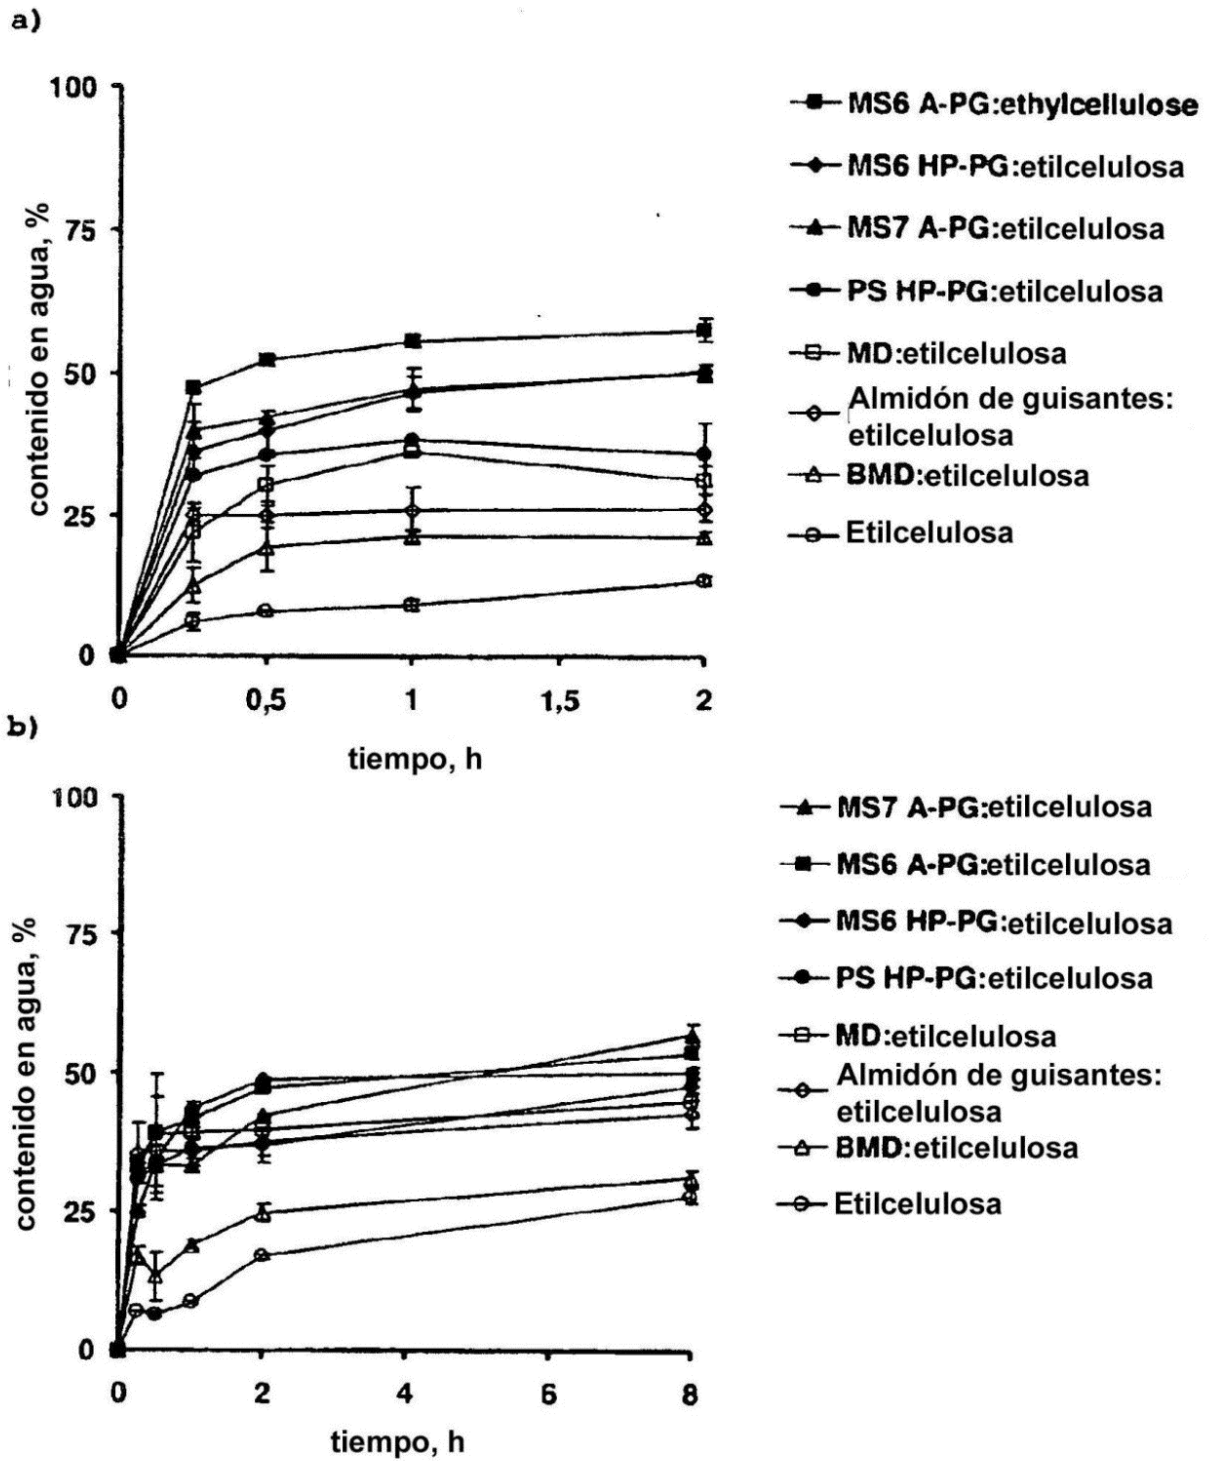 a)
100
75
50
25
0
contenido en agua, %
0
0,5
1
1,5
2
tiempo, h
MS6 A-PG:ethylcellulose
MS6 HP-PG:etilcelulosa
MS7 A-PG:etilcelulosa
PS HP-PG:etilcelulosa
MD:etilcelulosa
Almidón de guisantes:
etilcelulosa
BMD:etilcelulosa
Etilcelulosa
b)
100
75
50
25
0
contenido en agua, %
0
2
4
6
8
tiempo, h
MS7 A-PG:etilcelulosa
MS6 A-PG:etilcelulosa
MS6 HP-PG:etilcelulosa
PS HP-PG:etilcelulosa
MD:etilcelulosa
Almidón de guisantes:
etilcelulosa
BMD:etilcelulosa
Etilcelulosa